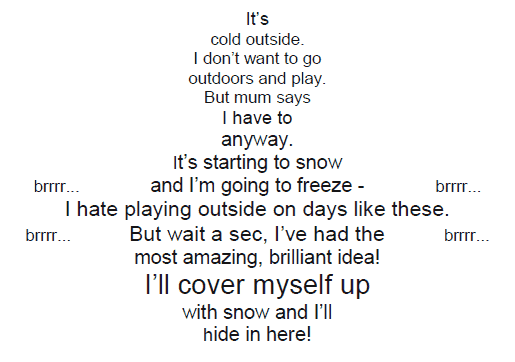 It’s
cold outside.
I don’t want to go
outdoors and play.
But mum says
I have to
anyway.
It’s starting to snow
brrrr... and I’m going to freeze - brrrr...
I hate playing outside on days like these.
brrrr... But wait a sec, I’ve had the brrrr...
most amazing, brilliant idea!
I’ll cover myself up
with snow and I’ll
hide in here!